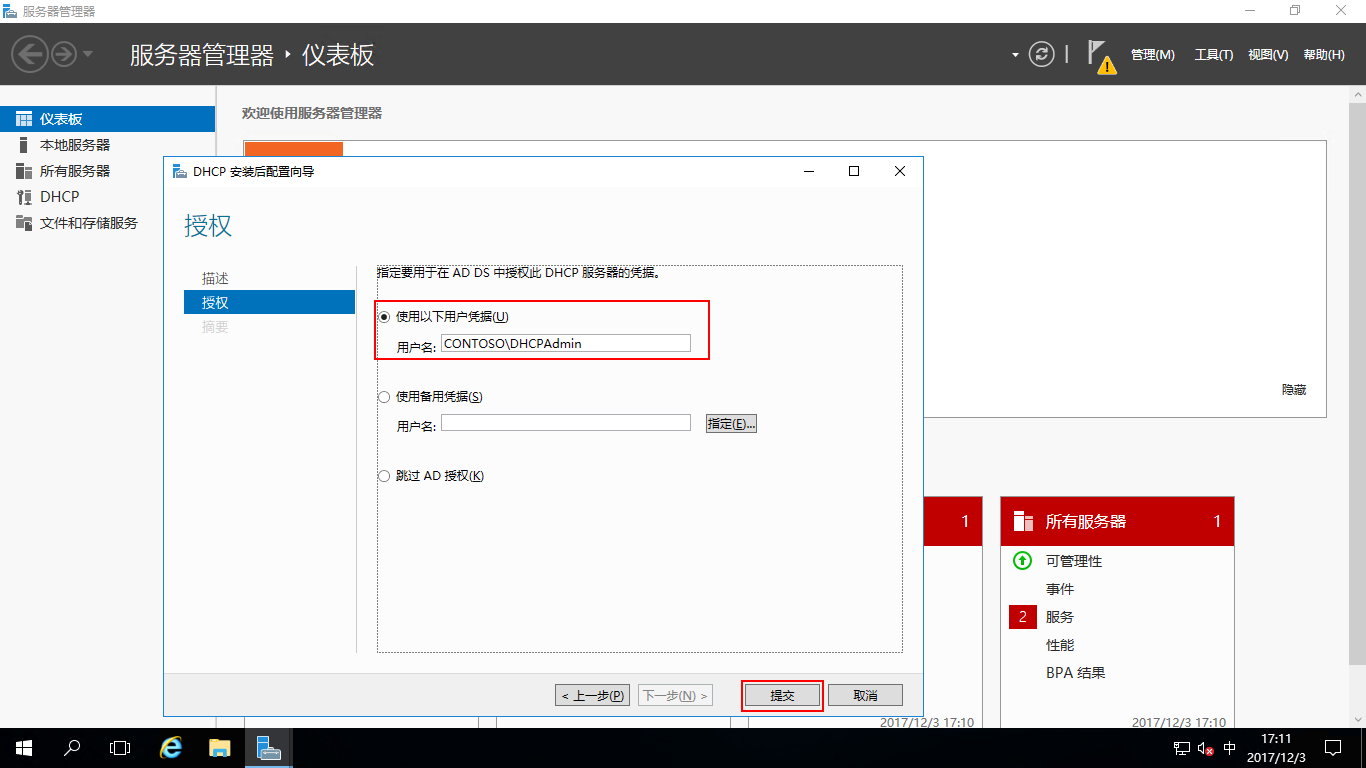 服务器管理器
服务器管理器 ‣ 仪表板
管理(M) 工具(T) 视图(V) 帮助(H)
仪表板
本地服务器
所有服务器
DHCP
文件和存储服务
欢迎使用服务器管理器
隐藏
DHCP 安装后配置向导
授权
描述
授权
摘要
指定要用于在 AD DS 中授权此 DHCP 服务器的凭据。
使用以下用户凭据(U)
用户名: CONTOSO\DHCPAdmin
使用备用凭据(S)
用户名:
指定(E)...
跳过 AD 授权(K)
< 上一步(P)
下一步(N) >
提交
取消
1
2017/12/3 17:10
所有服务器 1
可管理性
事件
2 服务
性能
BPA 结果
2017/12/3 17:10
中
17:11
2017/12/3